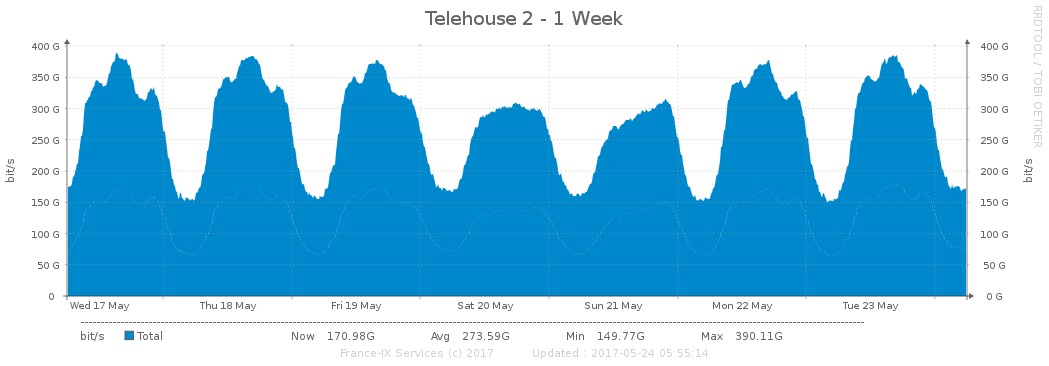 Telehouse 2 - 1 Week
RRDTOOL / TOBI OETIKER
400 G 400 G
350 G 350 G
300 G 300 G
250 G 250 G
200 G 200 G
150 G 150 G
100 G 100 G
50 G 50 G
0 0 G
bit/s bit/s
Wed 17 May Thu 18 May Fri 19 May Sat 20 May Sun 21 May Mon 22 May Tue 23 May
bit/s Total Now 170.98G Avg 273.59G Min 149.77G Max 390.11G
France-IX Services (c) 2017 Updated : 2017-05-24 05:55:14